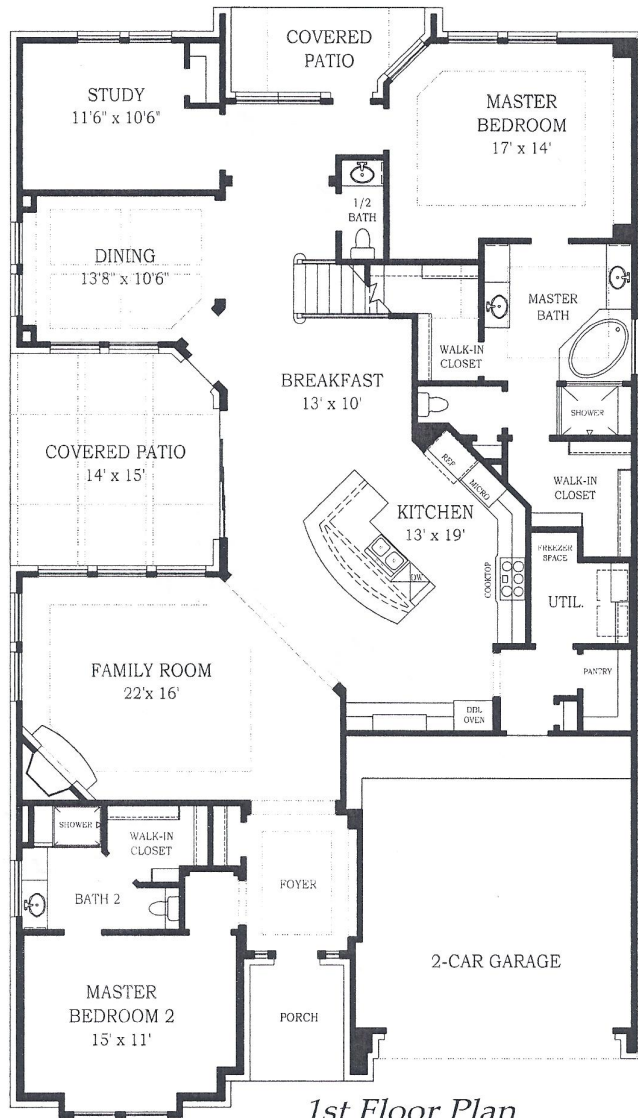 COVERED
PATIO
STUDY
11'6" x 10'6"
MASTER
BEDROOM
17' x 14'
1/2
BATH
DINING
13'8" x 10'6"
MASTER
BATH
WALK-IN
CLOSET
BREAKFAST
13' x 10'
SHOWER
COVERED PATIO
14' x 15'
REF
MICRO
WALK-IN
CLOSET
KITCHEN
13' x 19'
FREEZER
SPACE
DW
COOKTOP
UTIL.
FAMILY ROOM
22'x 16'
PANTRY
DBL
OVEN
SHOWER
WALK-IN
CLOSET
FOYER
BATH 2
2-CAR GARAGE
MASTER
BEDROOM 2
15' x 11'
PORCH
1st Floor Plan